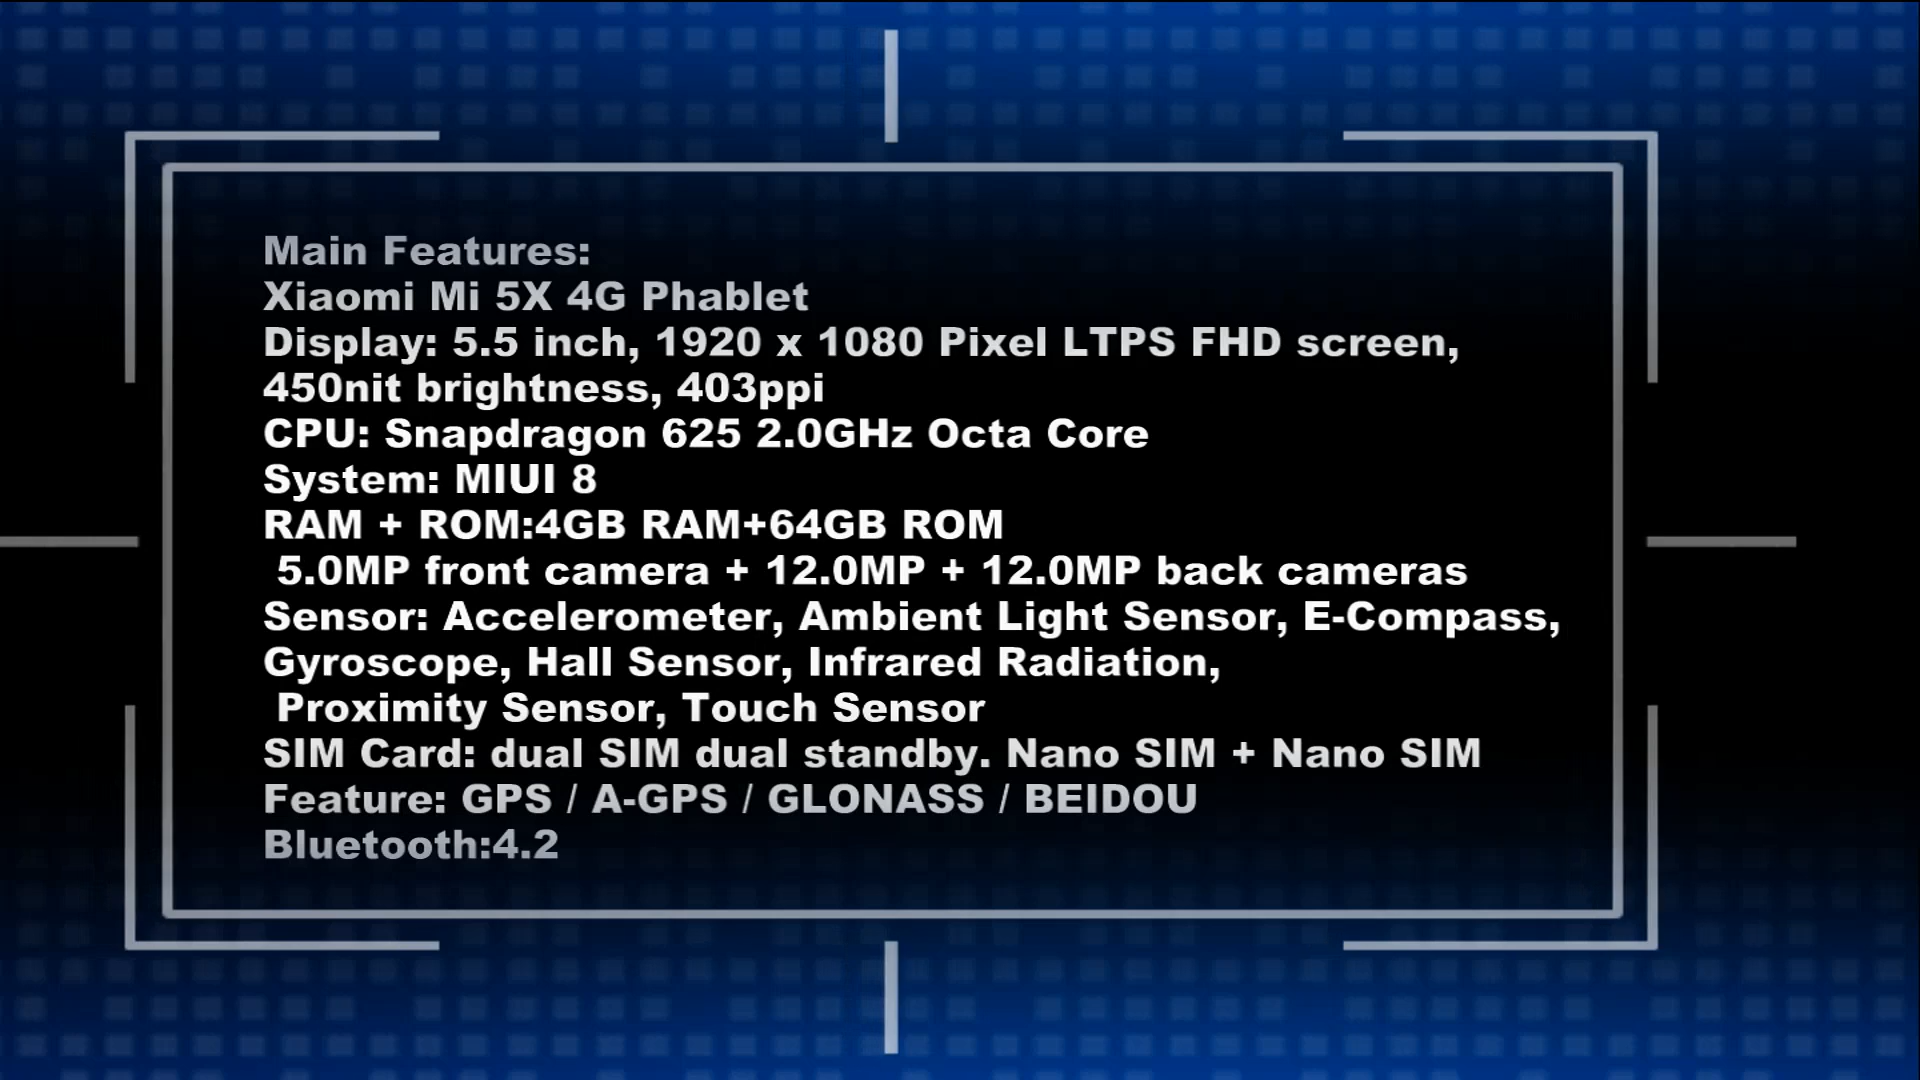 Main Features:
Xiaomi Mi 5X 4G Phablet
Display: 5.5 inch, 1920 x 1080 Pixel LTPS FHD screen,
450nit brightness, 403ppi
CPU: Snapdragon 625 2.0GHz Octa Core
System: MIUI 8
RAM + ROM:4GB RAM+64GB ROM
5.0MP front camera + 12.0MP + 12.0MP back cameras
Sensor: Accelerometer, Ambient Light Sensor, E-Compass,
Gyroscope, Hall Sensor, Infrared Radiation,
Proximity Sensor, Touch Sensor
SIM Card: dual SIM dual standby. Nano SIM + Nano SIM
Feature: GPS / A-GPS / GLONASS / BEIDOU
Bluetooth:4.2